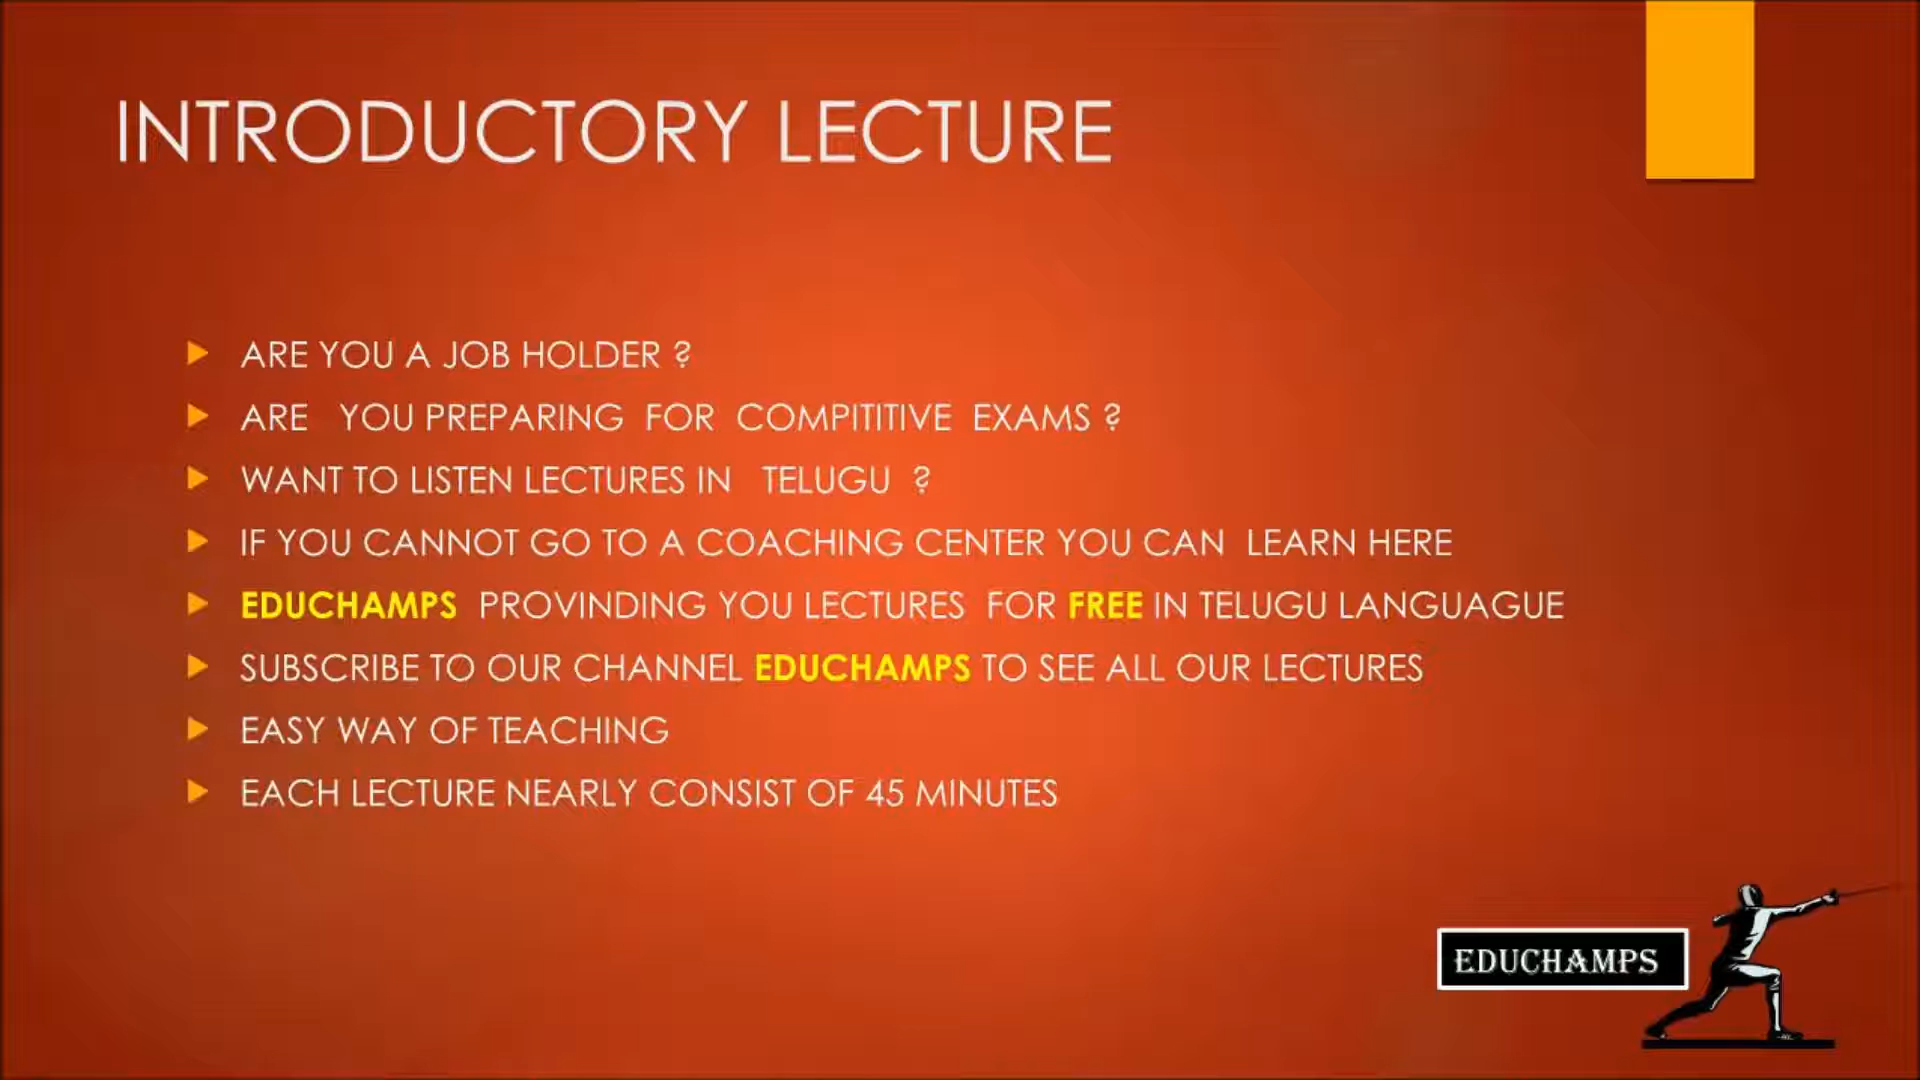 INTRODUCTORY LECTURE
ARE YOU A JOB HOLDER ?
ARE YOU PREPARING FOR COMPITITIVE EXAMS ?
WANT TO LISTEN LECTURES IN TELUGU ?
IF YOU CANNOT GO TO A COACHING CENTER YOU CAN LEARN HERE
EDUCHAMPS PROVINDING YOU LECTURES FOR FREE IN TELUGU LANGUAGUE
SUBSCRIBE TO OUR CHANNEL EDUCHAMPS TO SEE ALL OUR LECTURES
EASY WAY OF TEACHING
EACH LECTURE NEARLY CONSIST OF 45 MINUTES
EDUCHAMPS